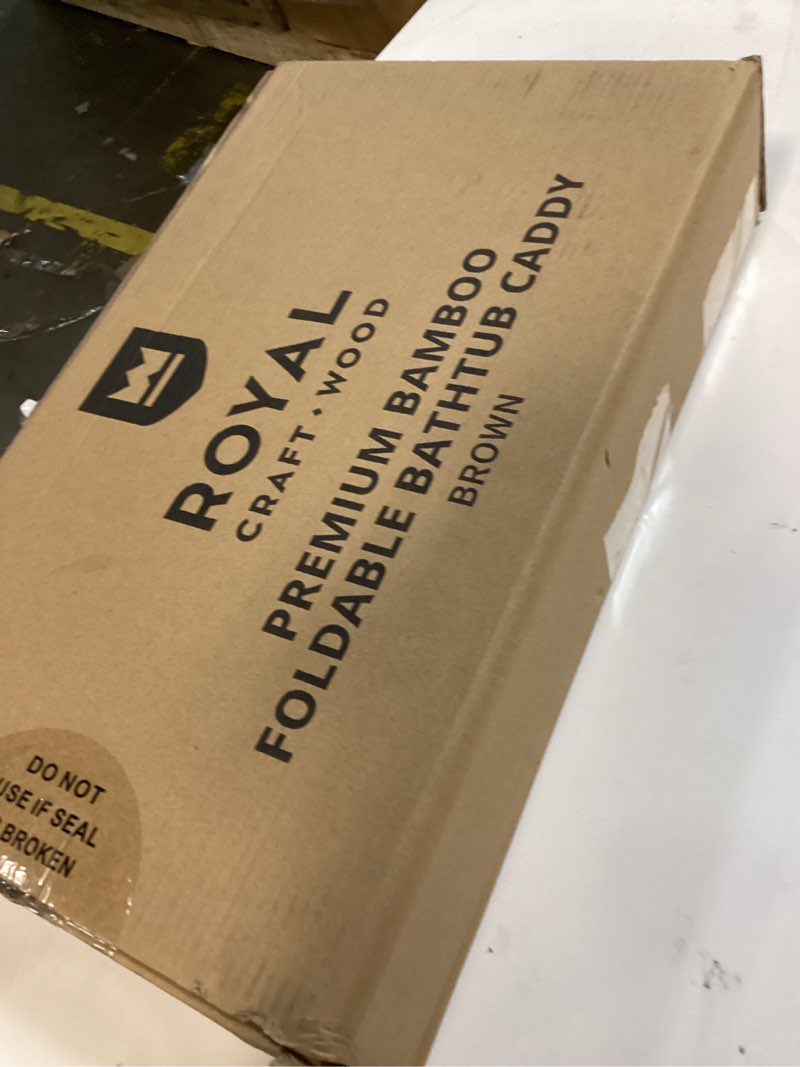 ROYAL
CRAFT • WOOD
PREMIUM BAMBOO
FOLDABLE BATHTUB CADDY
BROWN
DO NOT
USE IF SEAL
BROKEN